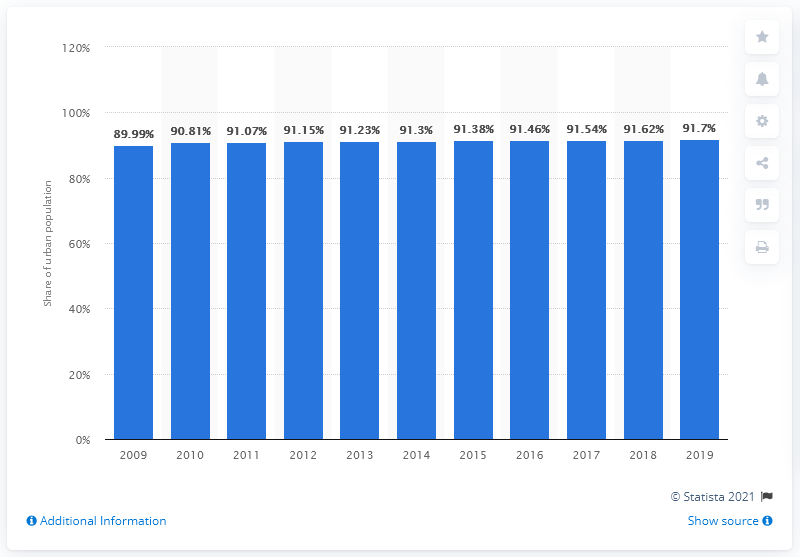 120%
100%
80%
60%
40%
20%
0%
Share of urban population
89.99% 90.81% 91.07% 91.15% 91.23% 91.3% 91.38% 91.46% 91.54% 91.62% 91.7%
2009 2010 2011 2012 2013 2014 2015 2016 2017 2018 2019
© Statista 2021
Additional Information
Show source